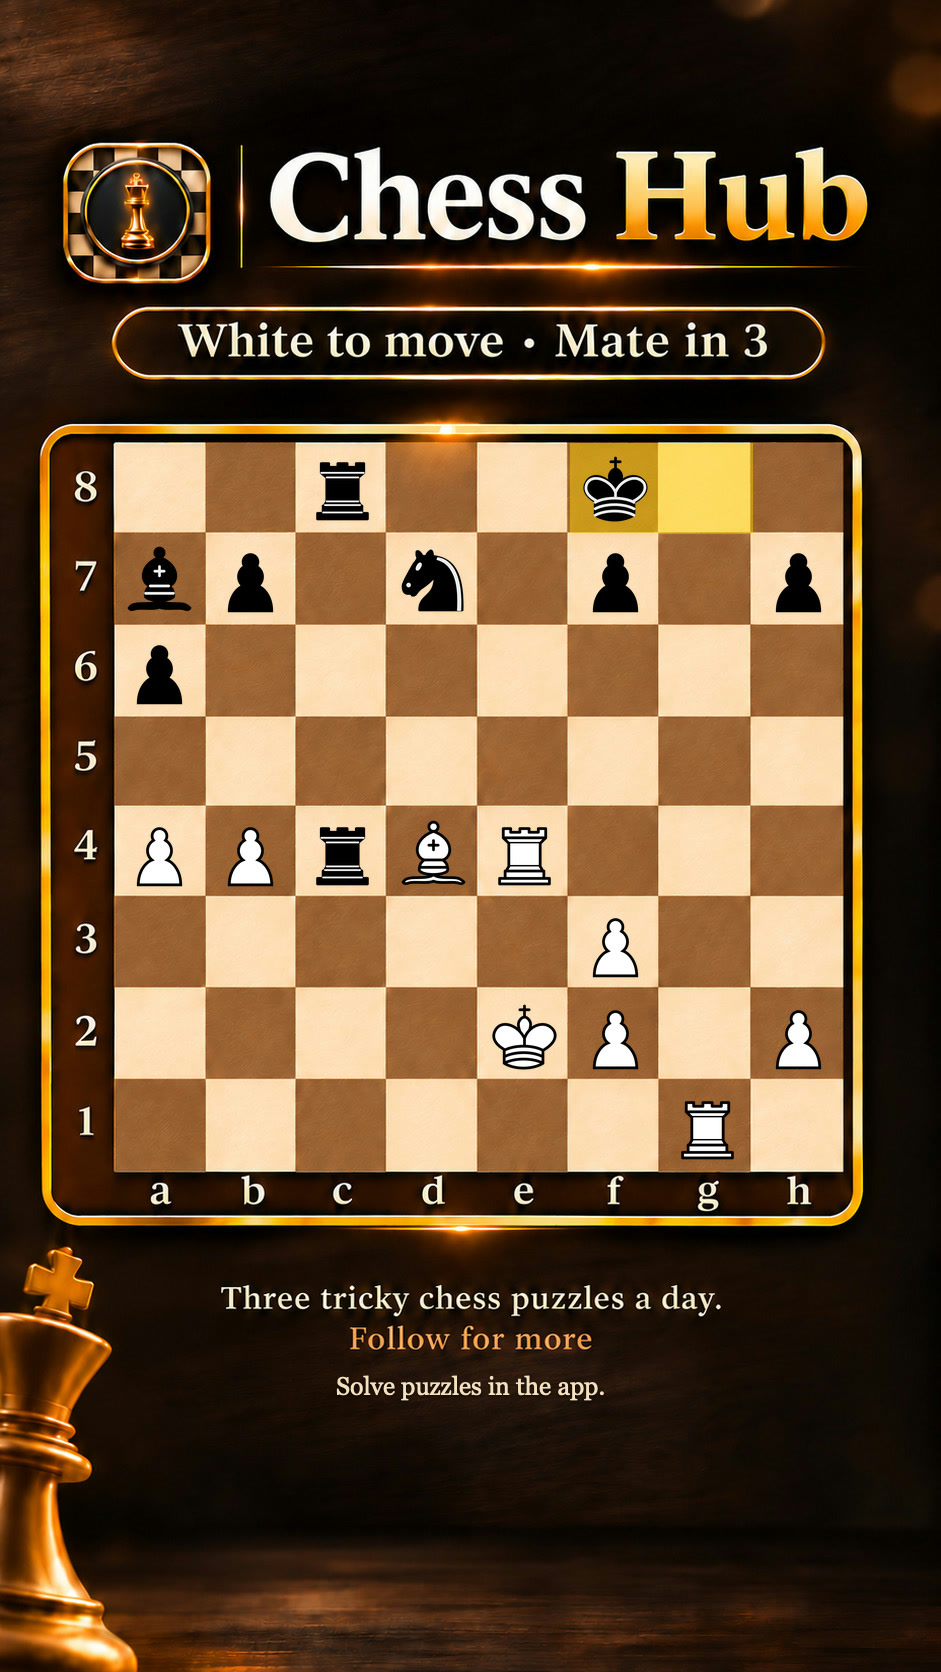 Chess Hub
White to move • Mate in 3
8
7
6
5
4
3
2
1
a b c d e f g h
Three tricky chess puzzles a day.
Follow for more
Solve puzzles in the app.